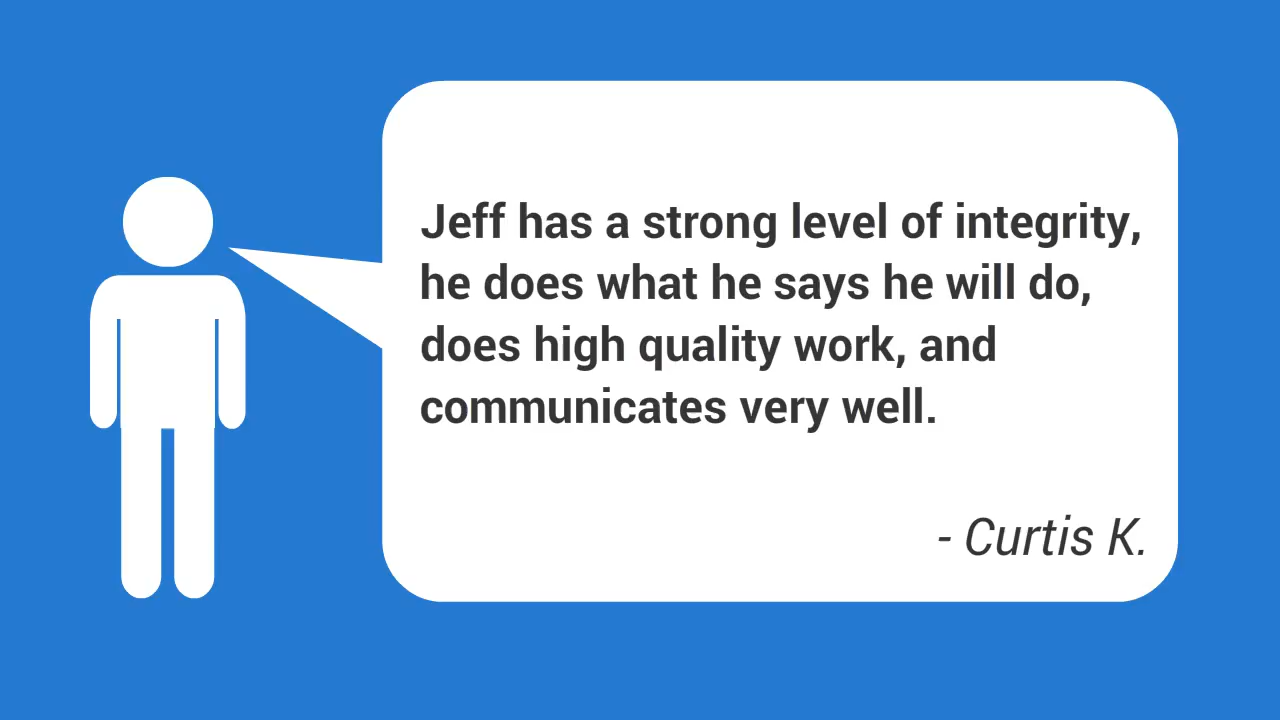 Jeff has a strong level of integrity,
he does what he says he will do,
does high quality work, and
communicates very well.
- Curtis K.